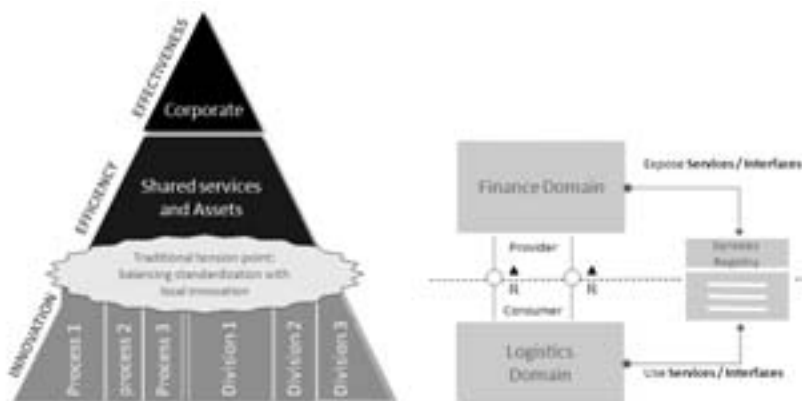 EFFECTIVENESS
Corporate
EFFICIENCY
Shared services
and Assets
Traditional tension point:
balancing standardization with
local innovation
INNOVATION
Process 1
process 2
Process 3
Division 1
Division 2
Division 3
Expose Services / Interfaces
Finance Domain
Provider
Services
Registry
R
R
Consumer
Logistics
Domain
Use Services / Interfaces